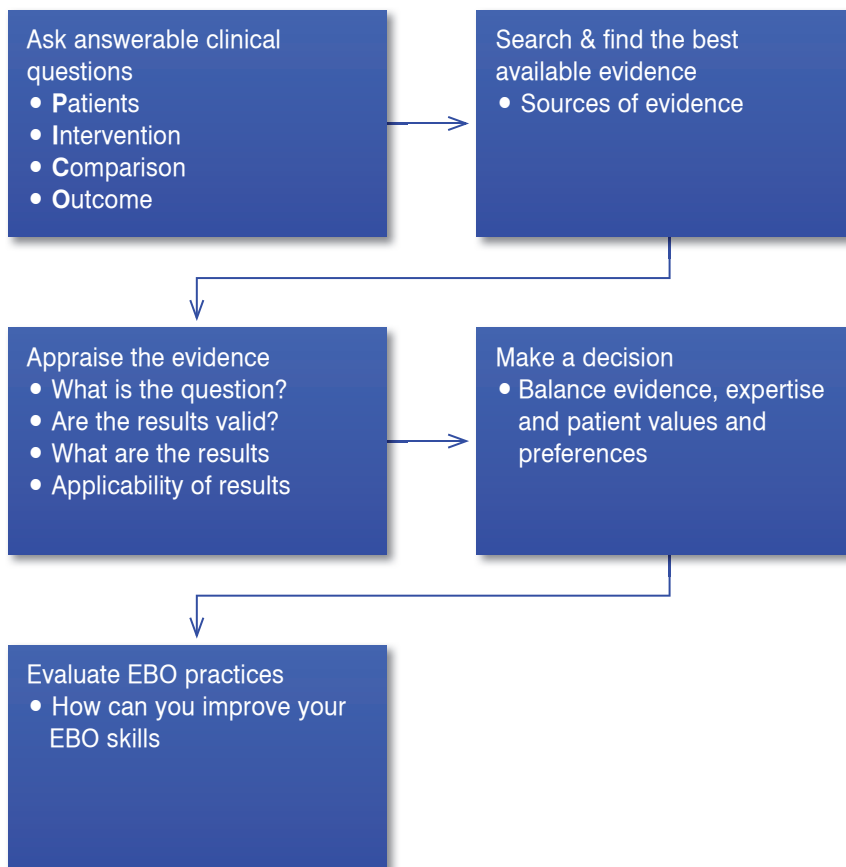 Ask answerable clinical
questions
• Patients
• Intervention
• Comparison
• Outcome
Search & find the best
available evidence
• Sources of evidence
Appraise the evidence
• What is the question?
• Are the results valid?
• What are the results
• Applicability of results
Make a decision
• Balance evidence, expertise
and patient values and
preferences
Evaluate EBO practices
• How can you improve your
EBO skills